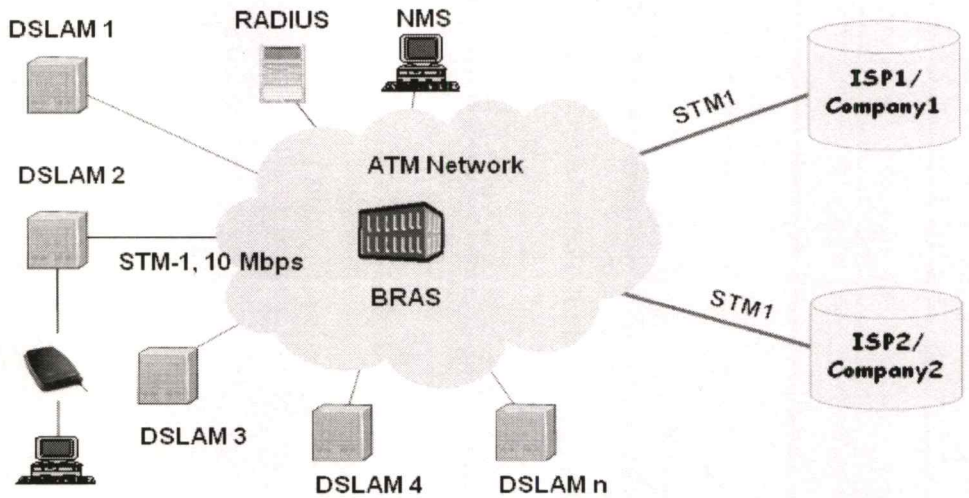 DSLAM 1
RADIUS
NMS
ISP1/
Company1
STM1
ATM Network
DSLAM 2
STM-1, 10 Mbps
BRAS
STM1
ISP2/
Company2
DSLAM 3
DSLAM 4
DSLAM n